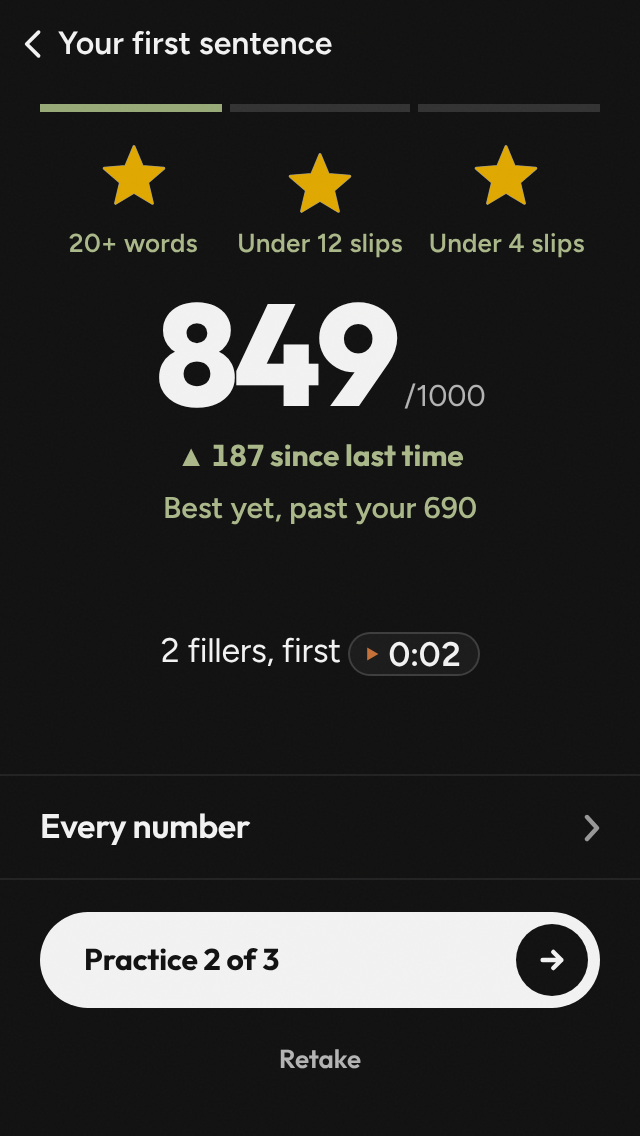 Your first sentence
20+ words
Under 12 slips
Under 4 slips
849 /1000
▲ 187 since last time
Best yet, past your 690
2 fillers, first ▶ 0:02
Every number
Practice 2 of 3
Retake